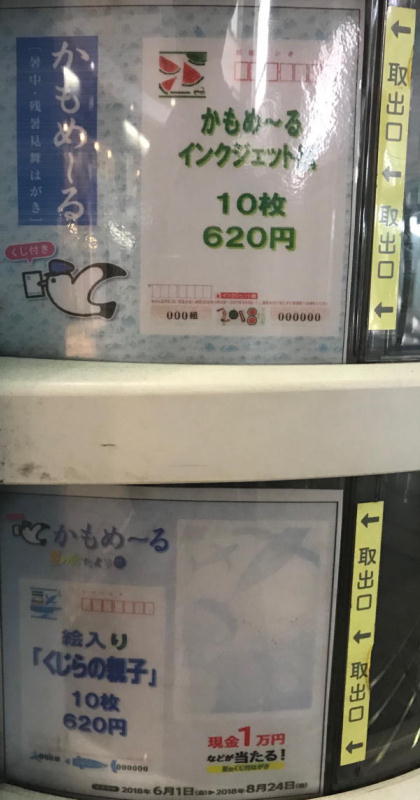 かもめ〜る
〔暑中・残暑見舞はがき〕
くじ付き
かもめ〜る
インクジェット紙
10枚
620円
000組
000000
取出口
取出口
かもめ〜る
絵入り
「くじらの親子」
10枚
620円
000000
現金1万円
などが当たる!
2018年6月1日(金)▶2018年8月24日(金)
取出口
取出口